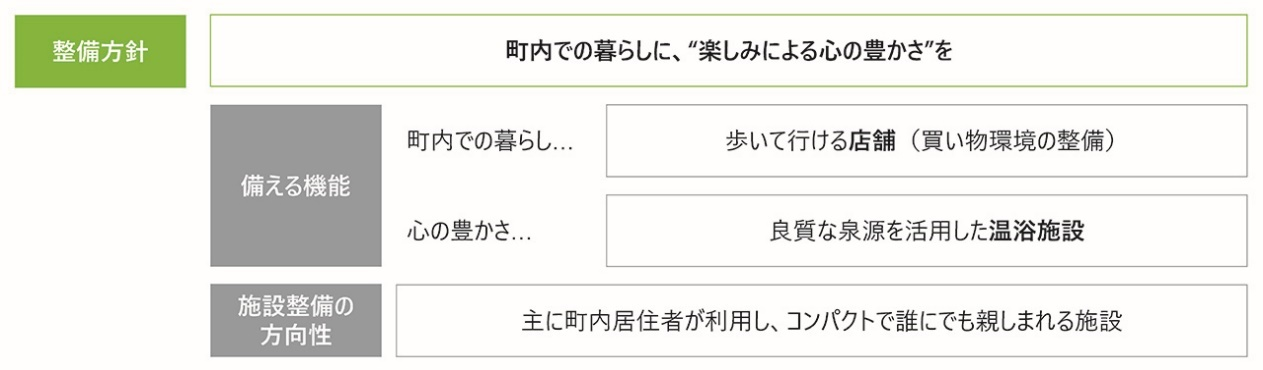 整備方針
町内での暮らしに、“楽しみによる心の豊かさ”を
備える機能
町内での暮らし…
歩いて行ける店舗（買い物環境の整備）
心の豊かさ…
良質な泉源を活用した温浴施設
施設整備の
方向性
主に町内居住者が利用し、コンパクトで誰にでも親しまれる施設